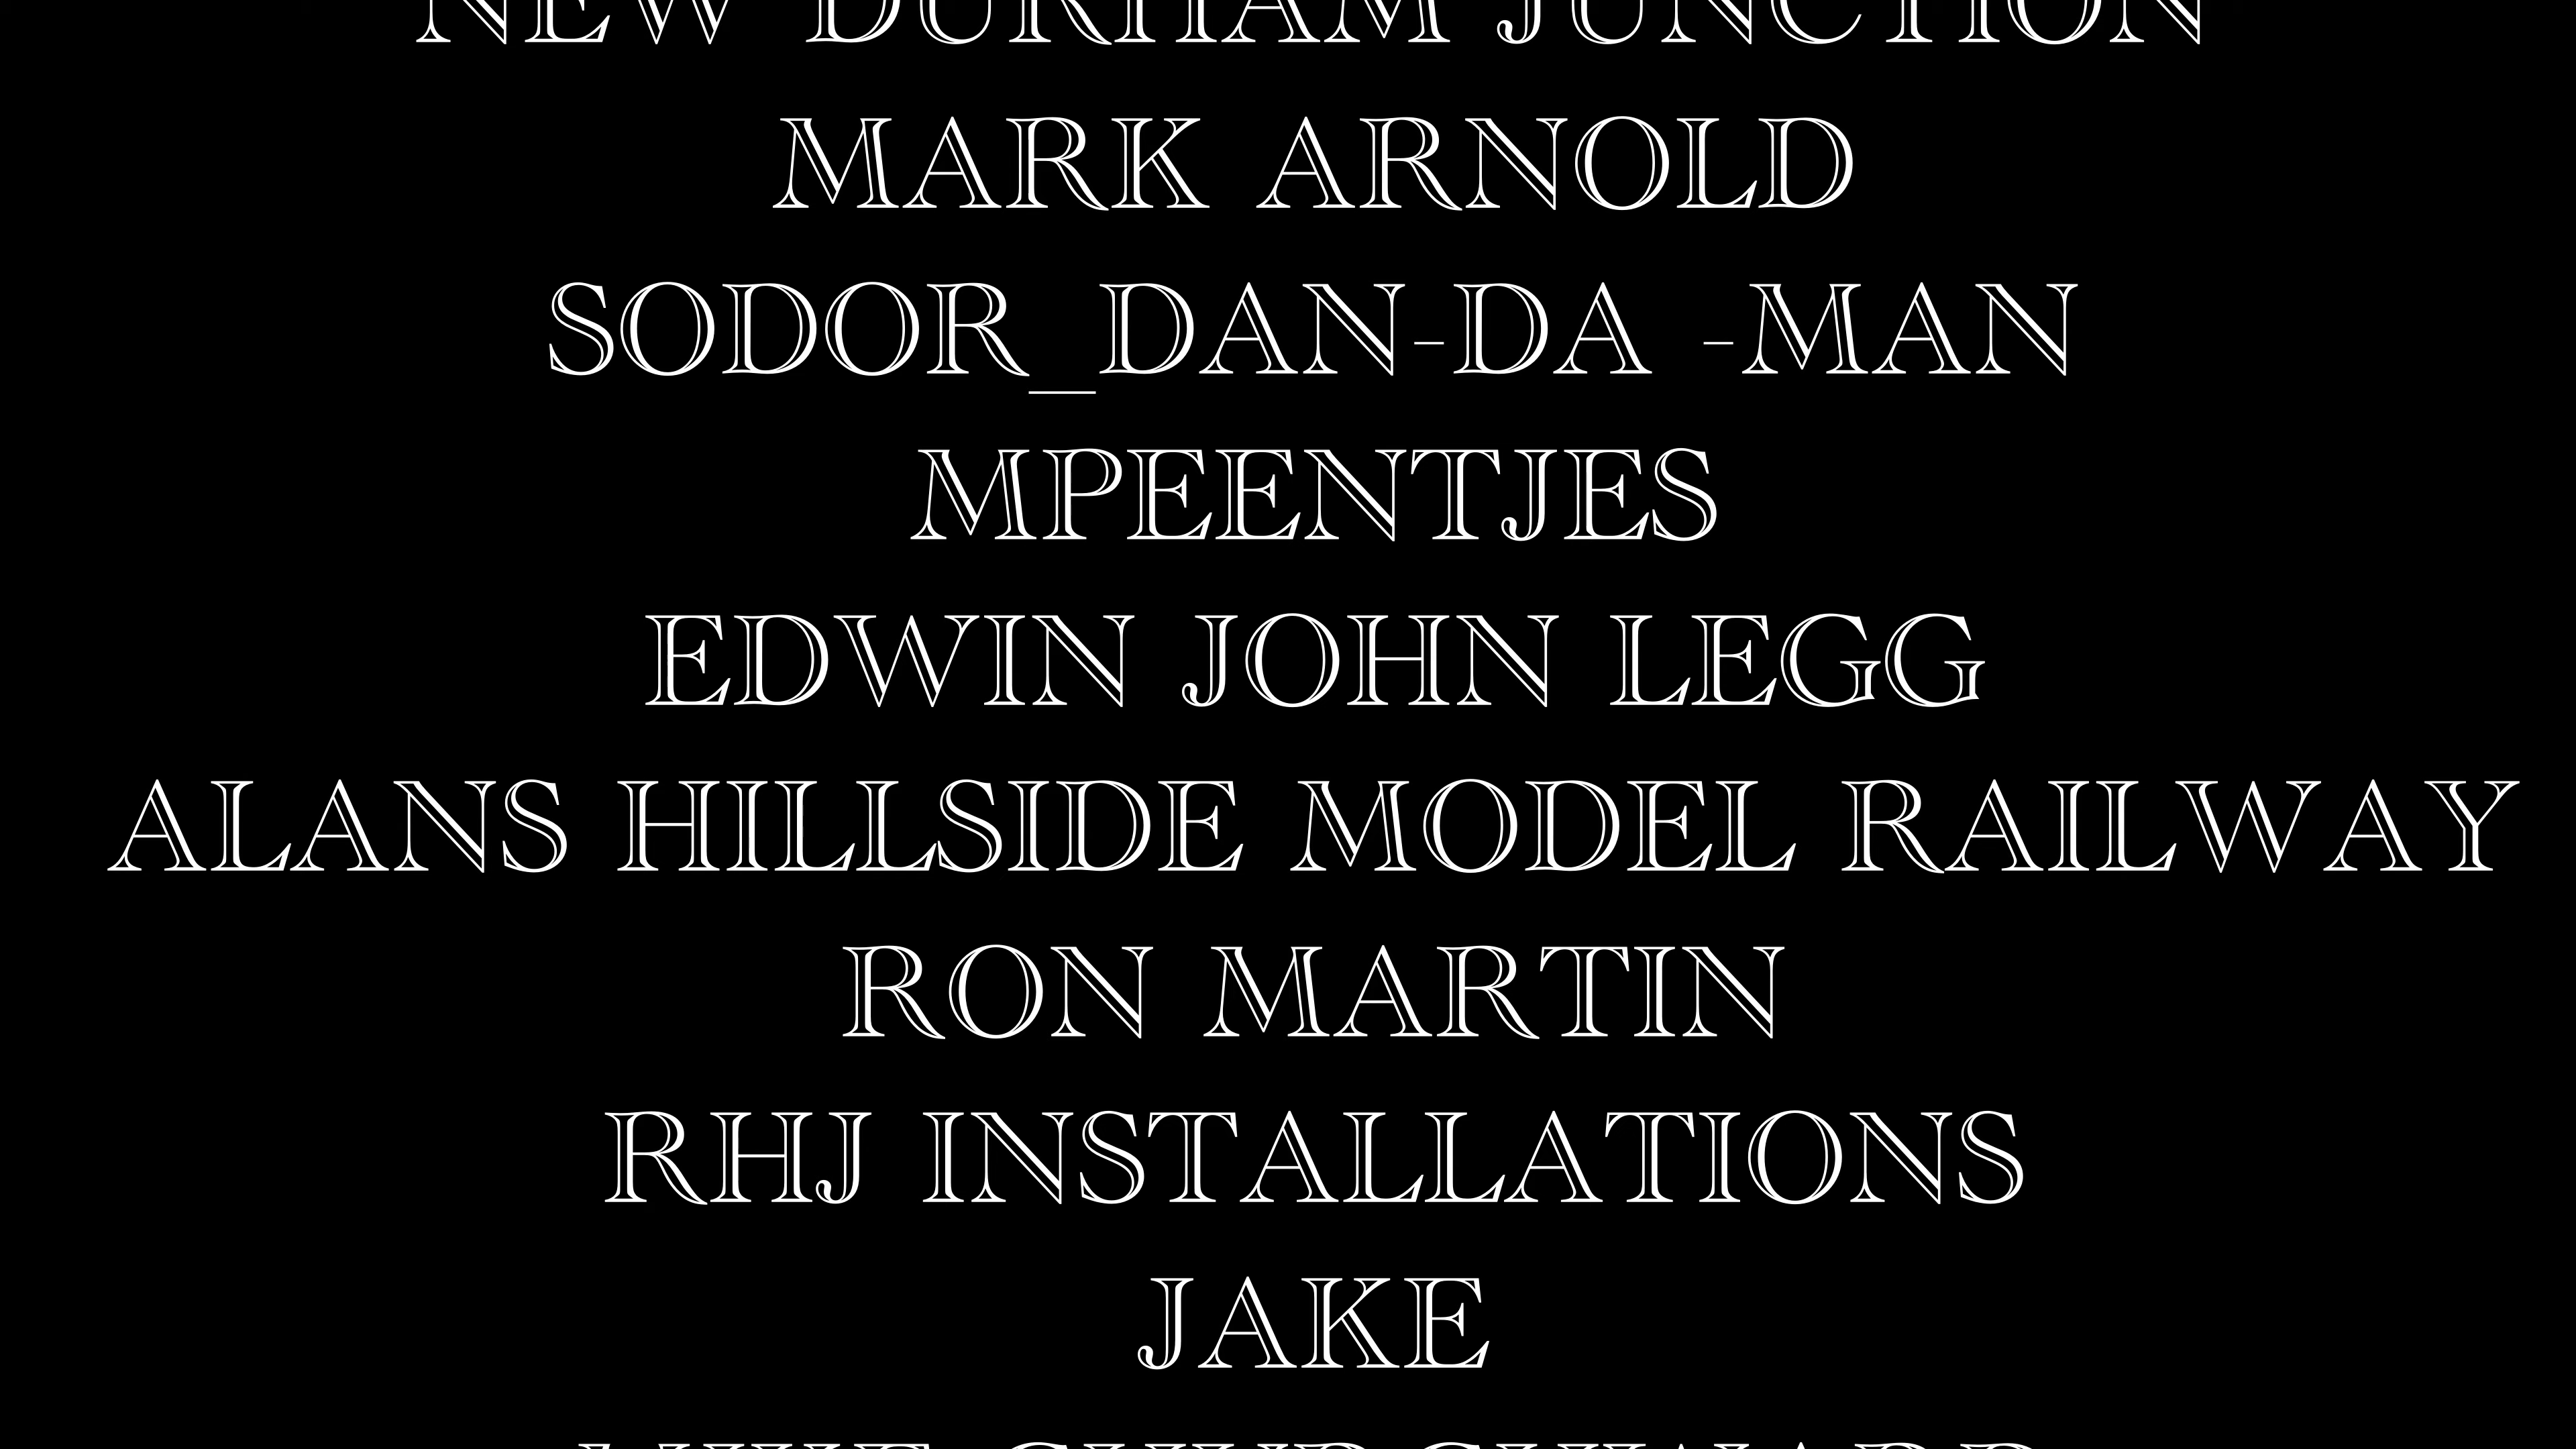 NEW DURHAM JUNCTION
MARK ARNOLD
SODOR_DAN-DA -MAN
MPEENTJES
EDWIN JOHN LEGG
ALANS HILLSIDE MODEL RAILWAY
RON MARTIN
RHJ INSTALLATIONS
JAKE